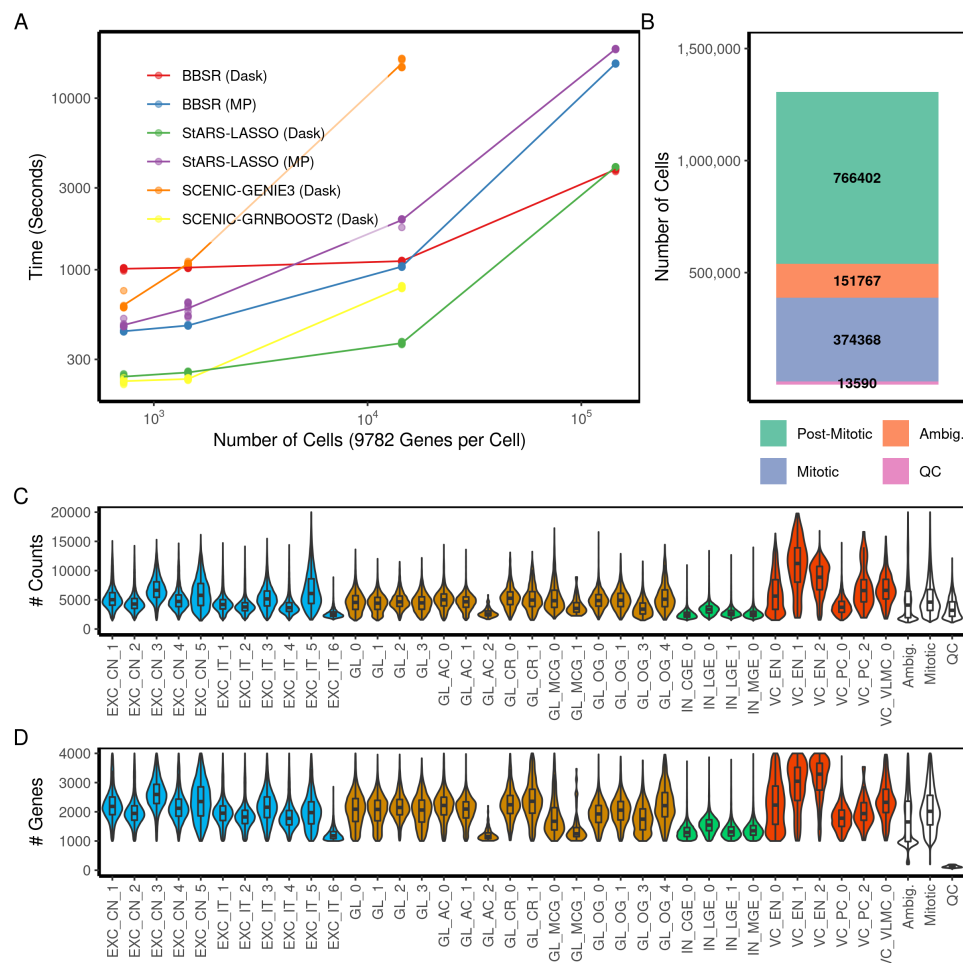 A
B
10000
3000
1000
300
Time (Seconds)
BBSR (Dask)
BBSR (MP)
StARS-LASSO (Dask)
StARS-LASSO (MP)
SCENIC-GENIE3 (Dask)
SCENIC-GRNBOOST2 (Dask)
10³
10⁴
10⁵
Number of Cells (9782 Genes per Cell)
1,500,000
1,000,000
500,000
Number of Cells
766402
151767
374368
13590
Post-Mitotic
Ambig.
Mitotic
QC
C
20000
15000
10000
5000
0
# Counts
EXC_CN_1
EXC_CN_2
EXC_CN_3
EXC_CN_4
EXC_CN_5
EXC_IT_1
EXC_IT_2
EXC_IT_3
EXC_IT_4
EXC_IT_5
EXC_IT_6
GL_0
GL_1
GL_2
GL_3
GL_AC_0
GL_AC_1
GL_AC_2
GL_CR_0
GL_CR_1
GL_MCG_0
GL_MCG_1
GL_OG_0
GL_OG_1
GL_OG_3
GL_OG_4
IN_CGE_0
IN_LGE_0
IN_LGE_1
IN_MGE_0
VC_EN_0
VC_EN_1
VC_EN_2
VC_PC_0
VC_PC_2
VC_VLMC_0
Ambig.
Mitotic
QC
D
4000
3000
2000
1000
0
# Genes
EXC_CN_1
EXC_CN_2
EXC_CN_3
EXC_CN_4
EXC_CN_5
EXC_IT_1
EXC_IT_2
EXC_IT_3
EXC_IT_4
EXC_IT_5
EXC_IT_6
GL_0
GL_1
GL_2
GL_3
GL_AC_0
GL_AC_1
GL_AC_2
GL_CR_0
GL_CR_1
GL_MCG_0
GL_MCG_1
GL_OG_0
GL_OG_1
GL_OG_3
GL_OG_4
IN_CGE_0
IN_LGE_0
IN_LGE_1
IN_MGE_0
VC_EN_0
VC_EN_1
VC_EN_2
VC_PC_0
VC_PC_2
VC_VLMC_0
Ambig.
Mitotic
QC